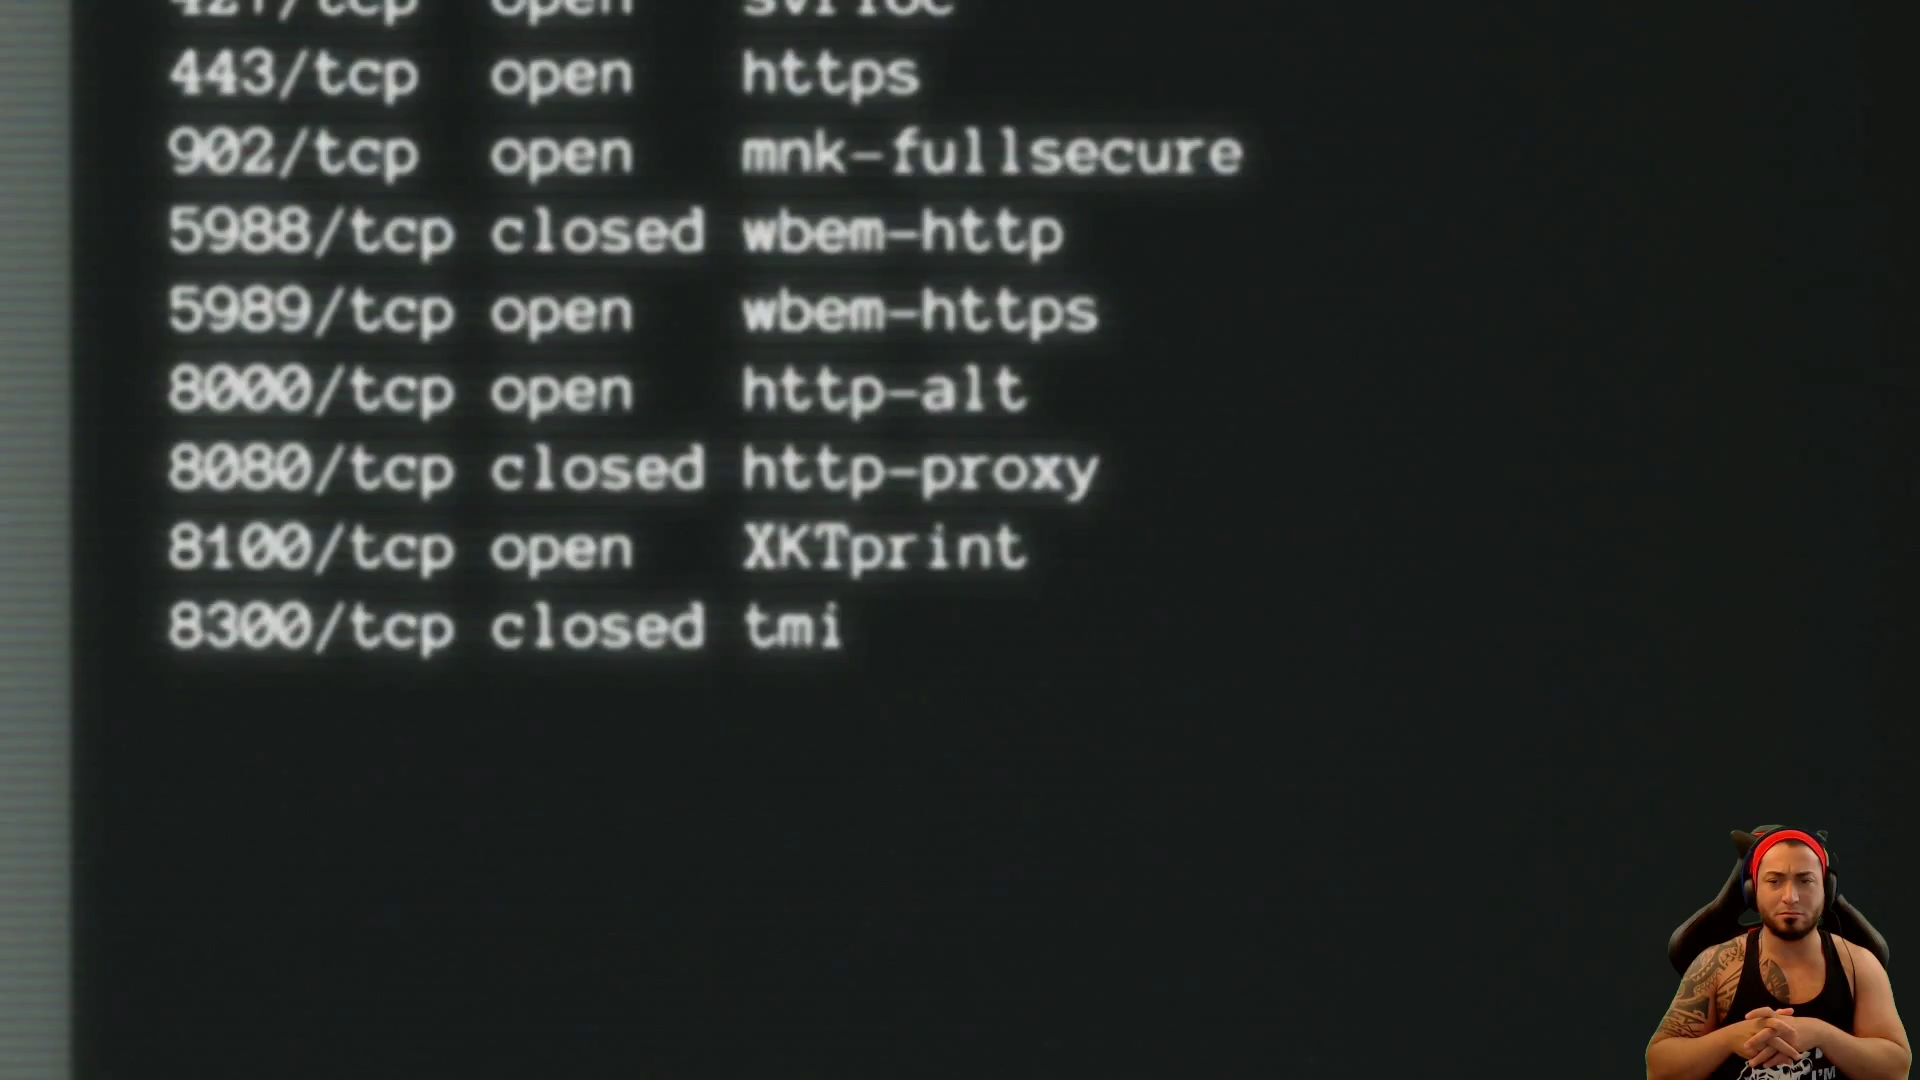 open
443/tcp open https
902/tcp open mnk-fullsecure
5988/tcp closed wbem-http
5989/tcp open wbem-https
8000/tcp open http-alt
8080/tcp closed http-proxy
8100/tcp open XKTprint
8300/tcp closed tmi
I'M